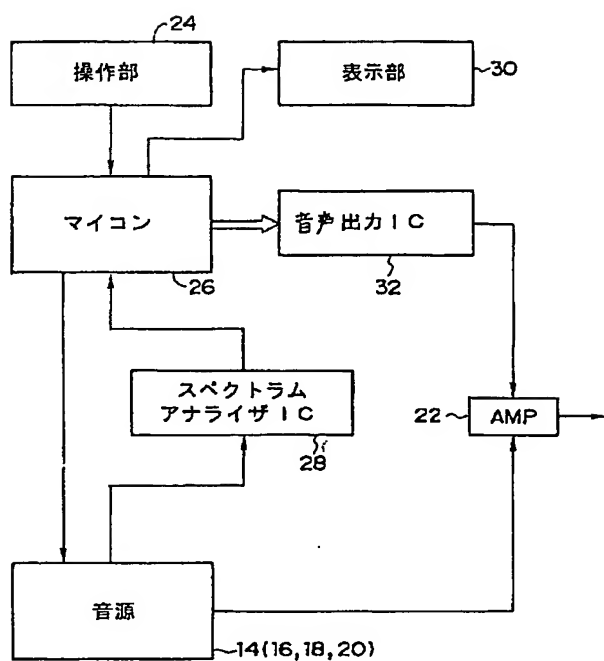 24
操作部
表示部
30
マイコン
音声出力IC
26
32
スペクトラム
アナライザIC
28
22
AMP
音源
14(16,18,20)